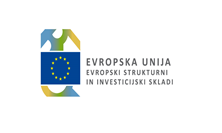 EVROPSKA UNIJA
EVROPSKI STRUKTURNI
IN INVESTICIJSKI SKLADI